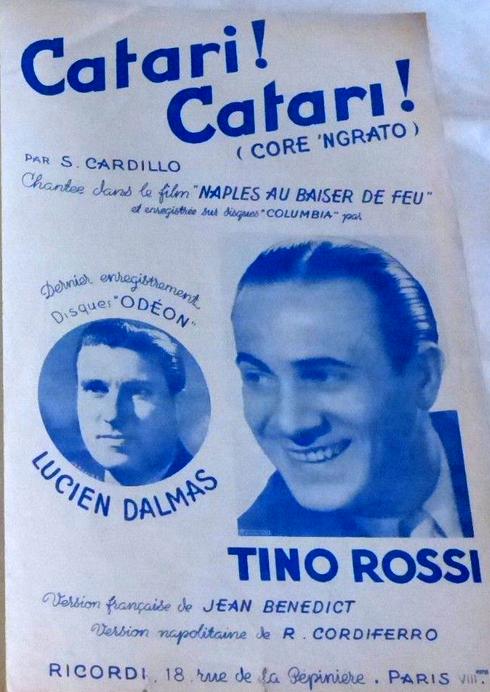 Catari!
Catari!
(CORE 'NGRATO)
PAR S. CARDILLO
Chantée dans le film "NAPLES AU BAISER DE FEU"
et enregistrée sur disques "COLUMBIA" par
Dernier enregistrement
Disques "ODÉON"
LUCIEN DALMAS
TINO ROSSI
Version française de JEAN BENEDICT
Version napolitaine de R. CORDIFERRO
RICORDI. 18. rue de la Pépinière. PARIS VIII